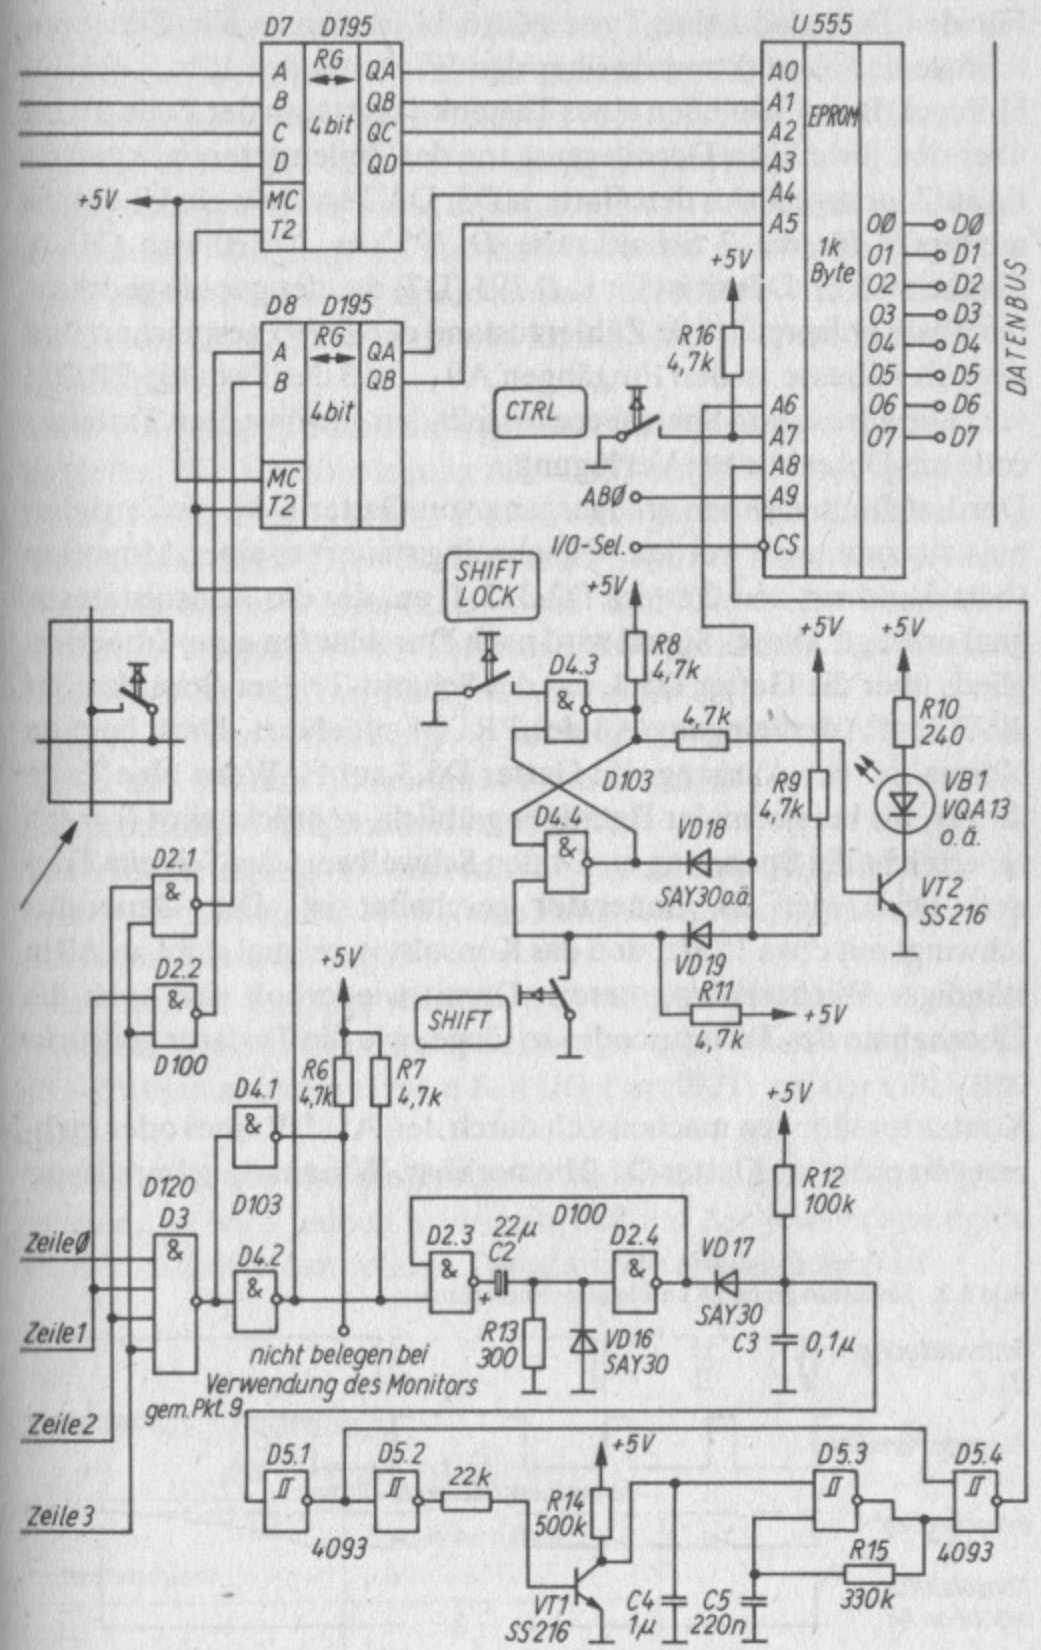 D7 D195
U 555
A RG QA A0
B QB A1 EPROM
C 4bit QC A2
D QD A3
A4
+5V MC
T2 A5
1k
Byte
O0 D0
O1 D1
O2 D2
O3 D3
O4 D4
O5 D5
O6 D6
O7 D7
DATENBUS
+5V
R16
4,7k
D8 D195
A RG QA
B QB
4bit
MC
T2
CTRL
A6
A7
A8
AB0 A9
I/O-Sel. CS
SHIFT
LOCK
+5V
R8
4,7k
D4.3
&
4,7k
+5V +5V
R10
240
R9
4,7k
VB1
VQA13
o.ä.
D103
D4.4
&
VD18
SAY30o.ä.
VT2
SS216
VD19
R11
4,7k
+5V
SHIFT
D2.1
&
D2.2
&
D100
+5V
R6
4,7k
R7
4,7k
D4.1
&
D120 D103
D3
&
D4.2
&
Zeile0
Zeile1
Zeile2
Zeile3
nicht belegen bei
Verwendung des Monitors
gem. Pkt. 9
D100
D2.3
&
22µ
C2
+
D2.4
&
R13
300
VD16
SAY30
VD17
SAY30
+5V
R12
100k
C3 0,1µ
D5.1
D5.2
4093
22k
+5V
R14
500k
VT1
SS216
C4
1µ
C5
220n
D5.3
D5.4
4093
R15
330k